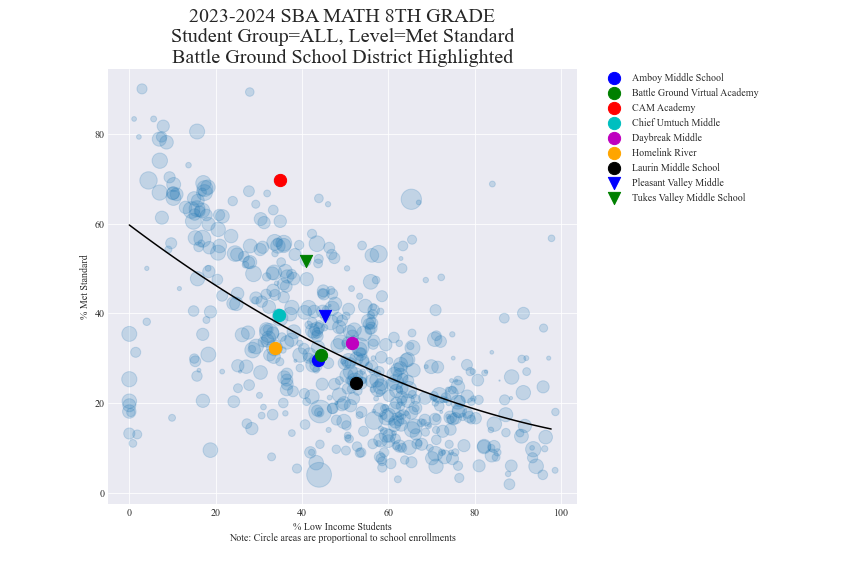 2023-2024 SBA MATH 8TH GRADE
Student Group=ALL, Level=Met Standard
Battle Ground School District Highlighted
Amboy Middle School
Battle Ground Virtual Academy
CAM Academy
Chief Umtuch Middle
Daybreak Middle
Homelink River
Laurin Middle School
Pleasant Valley Middle
Tukes Valley Middle School
% Met Standard
80
60
40
20
0
0 20 40 60 80 100
% Low Income Students
Note: Circle areas are proportional to school enrollments